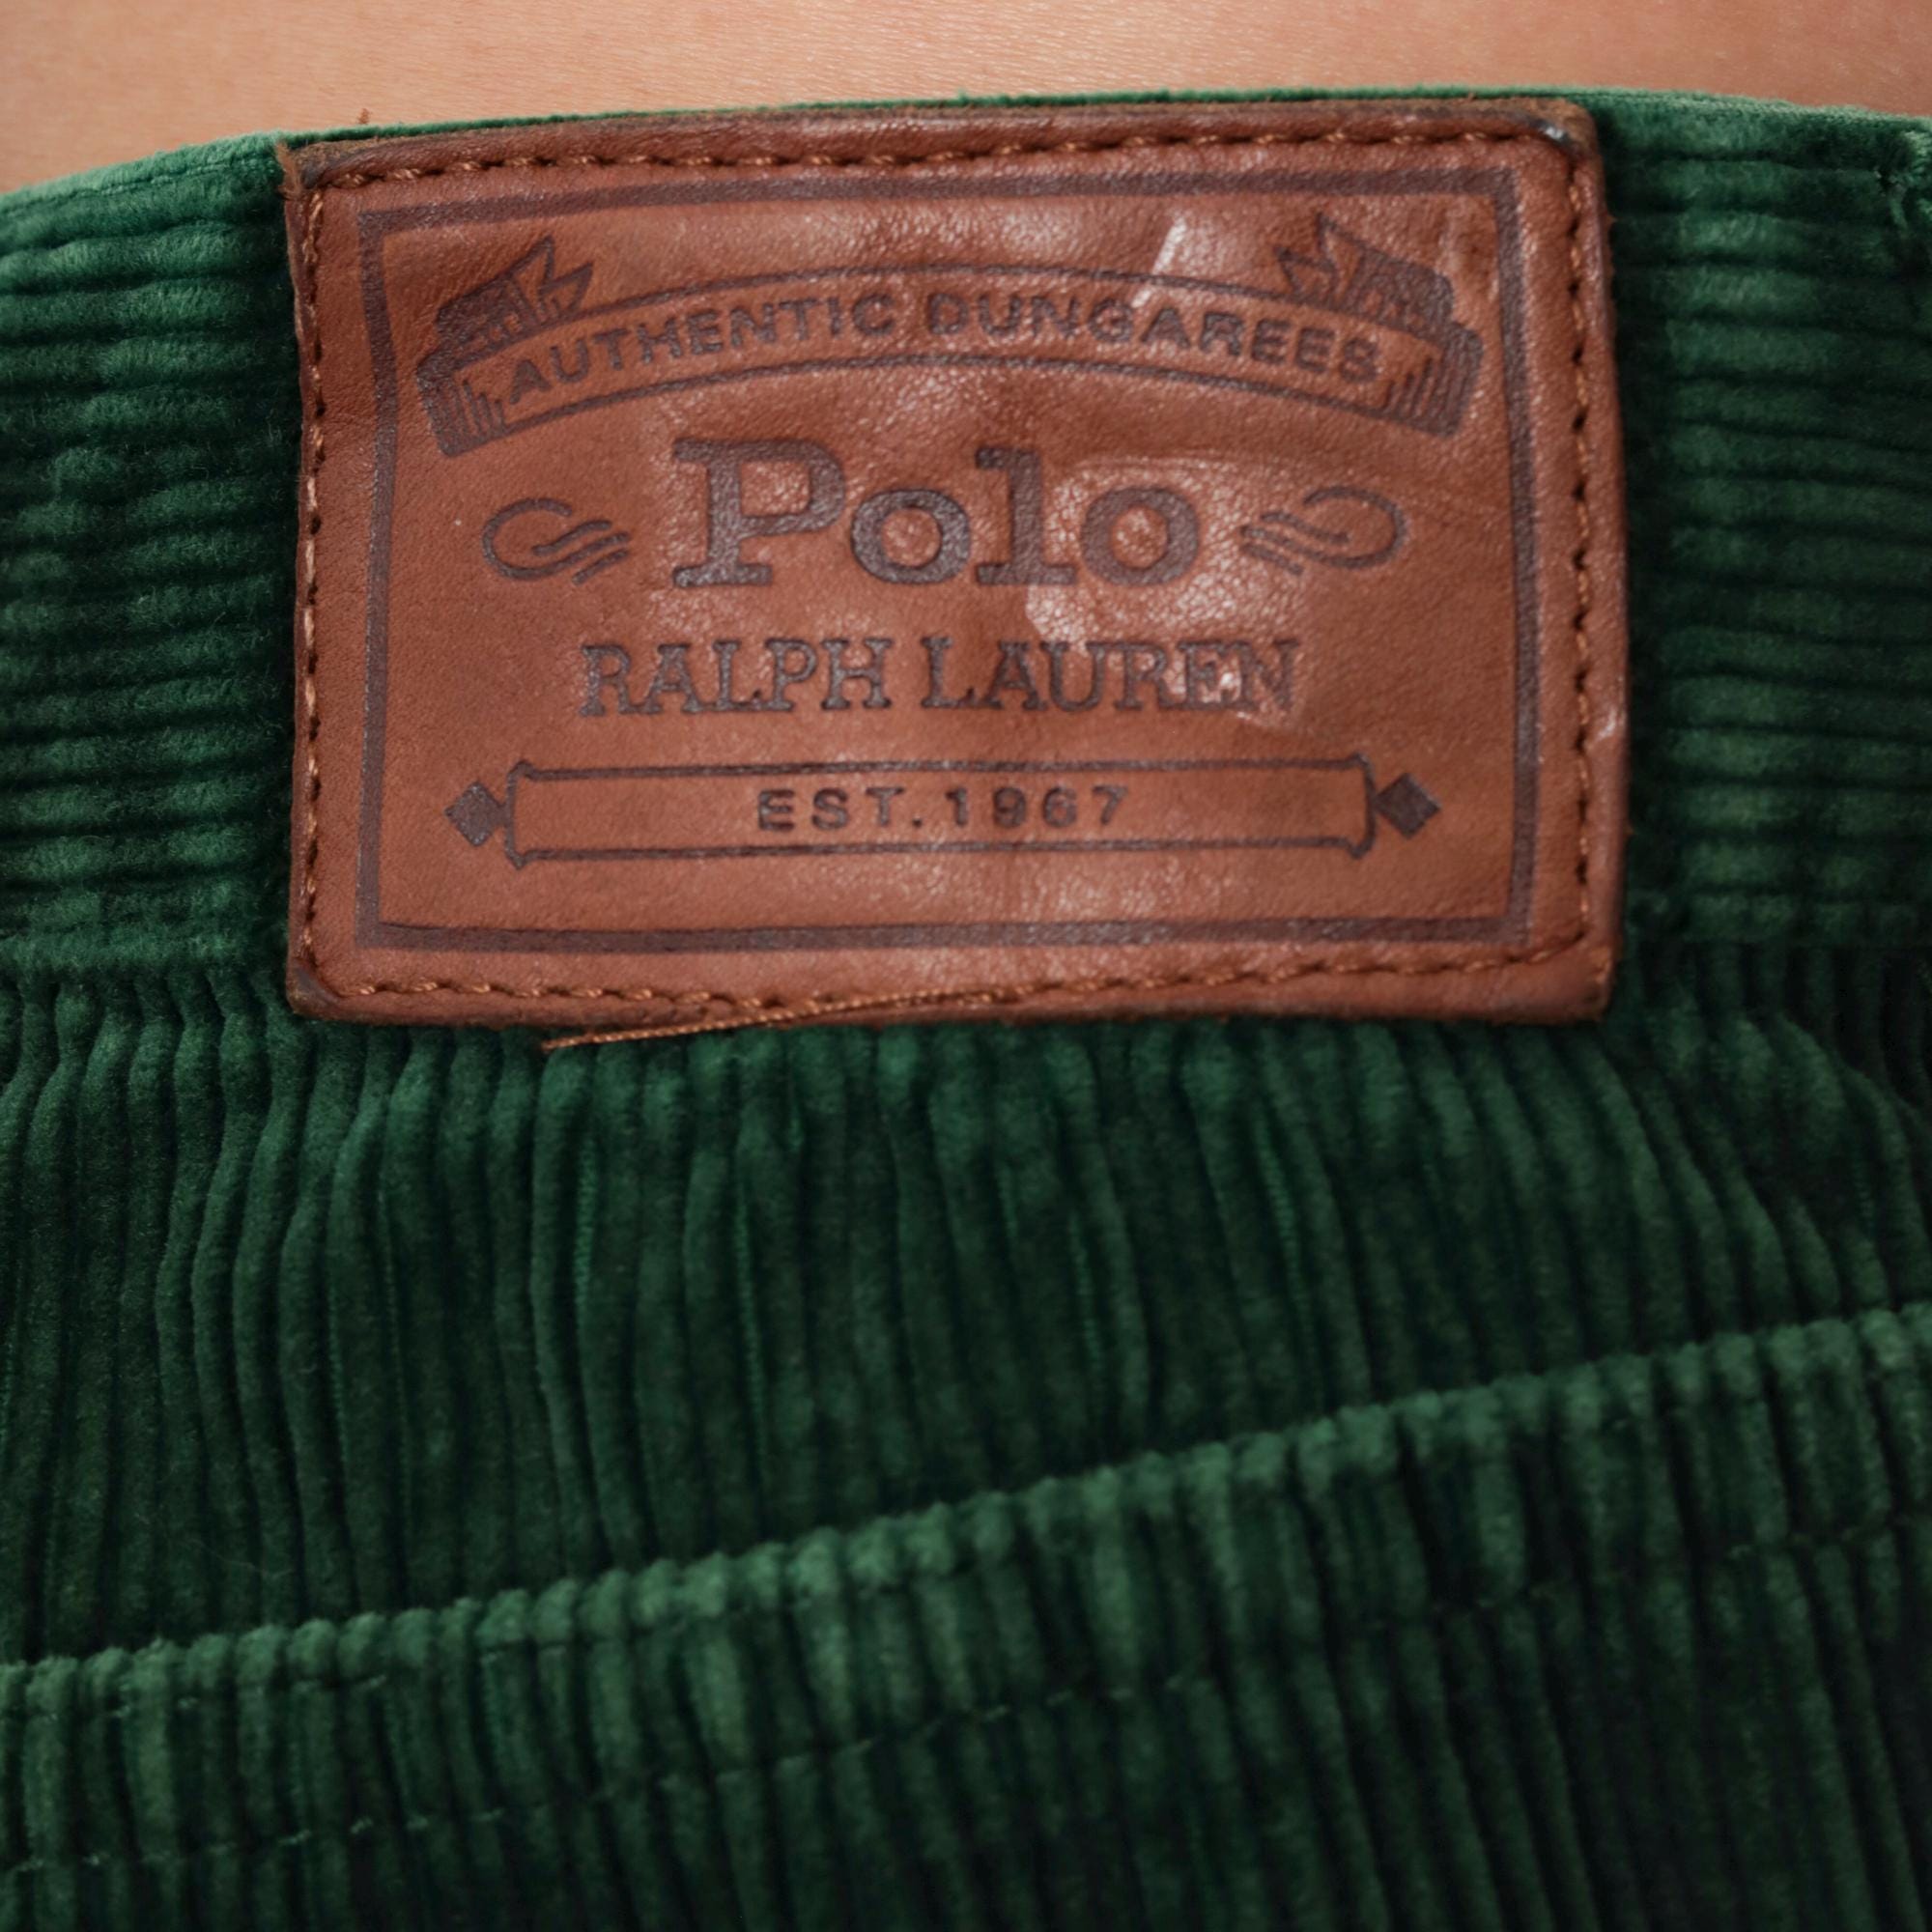 AUTHENTIC DUNGAREES
Polo
RALPH LAUREN
EST.1967